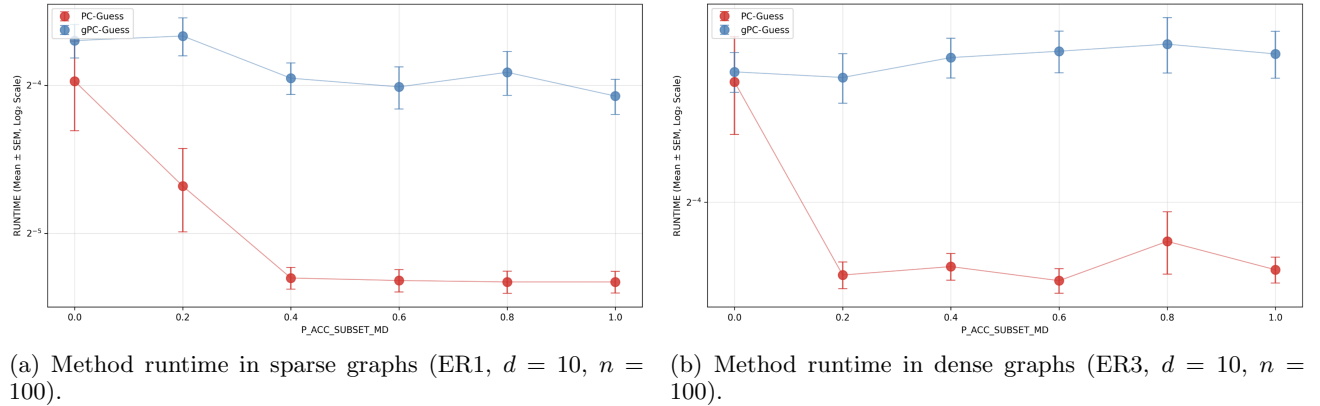 PC-Guess
gPC-Guess
RUNTIME (Mean ± SEM, Log₂ Scale)
2⁻⁴
2⁻⁵
0.0 0.2 0.4 0.6 0.8 1.0
P_ACC_SUBSET_MD
(a) Method runtime in sparse graphs (ER1, d = 10, n =
100).
PC-Guess
gPC-Guess
RUNTIME (Mean ± SEM, Log₂ Scale)
2⁻⁴
0.0 0.2 0.4 0.6 0.8 1.0
P_ACC_SUBSET_MD
(b) Method runtime in dense graphs (ER3, d = 10, n =
100).